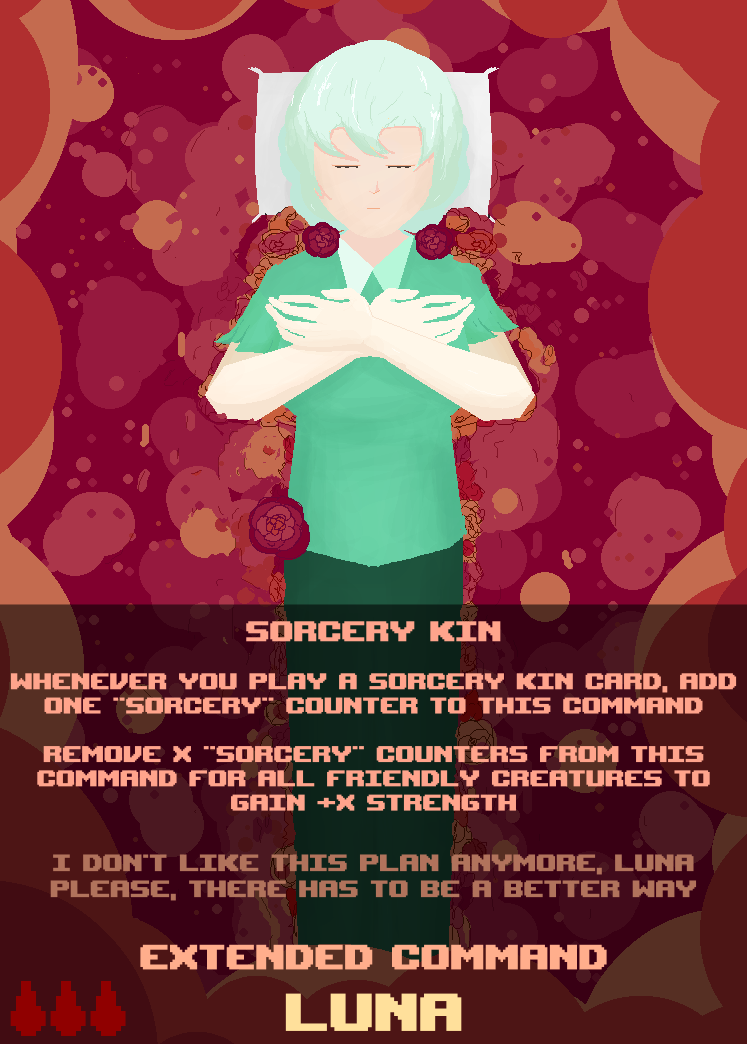 SORCERY KIN
WHENEVER YOU PLAY A SORCERY KIN CARD, ADD
ONE "SORCERY" COUNTER TO THIS COMMAND
REMOVE X "SORCERY" COUNTERS FROM THIS
COMMAND FOR ALL FRIENDLY CREATURES TO
GAIN +X STRENGTH
I DON'T LIKE THIS PLAN ANYMORE, LUNA
PLEASE, THERE HAS TO BE A BETTER WAY
EXTENDED COMMAND
LUNA